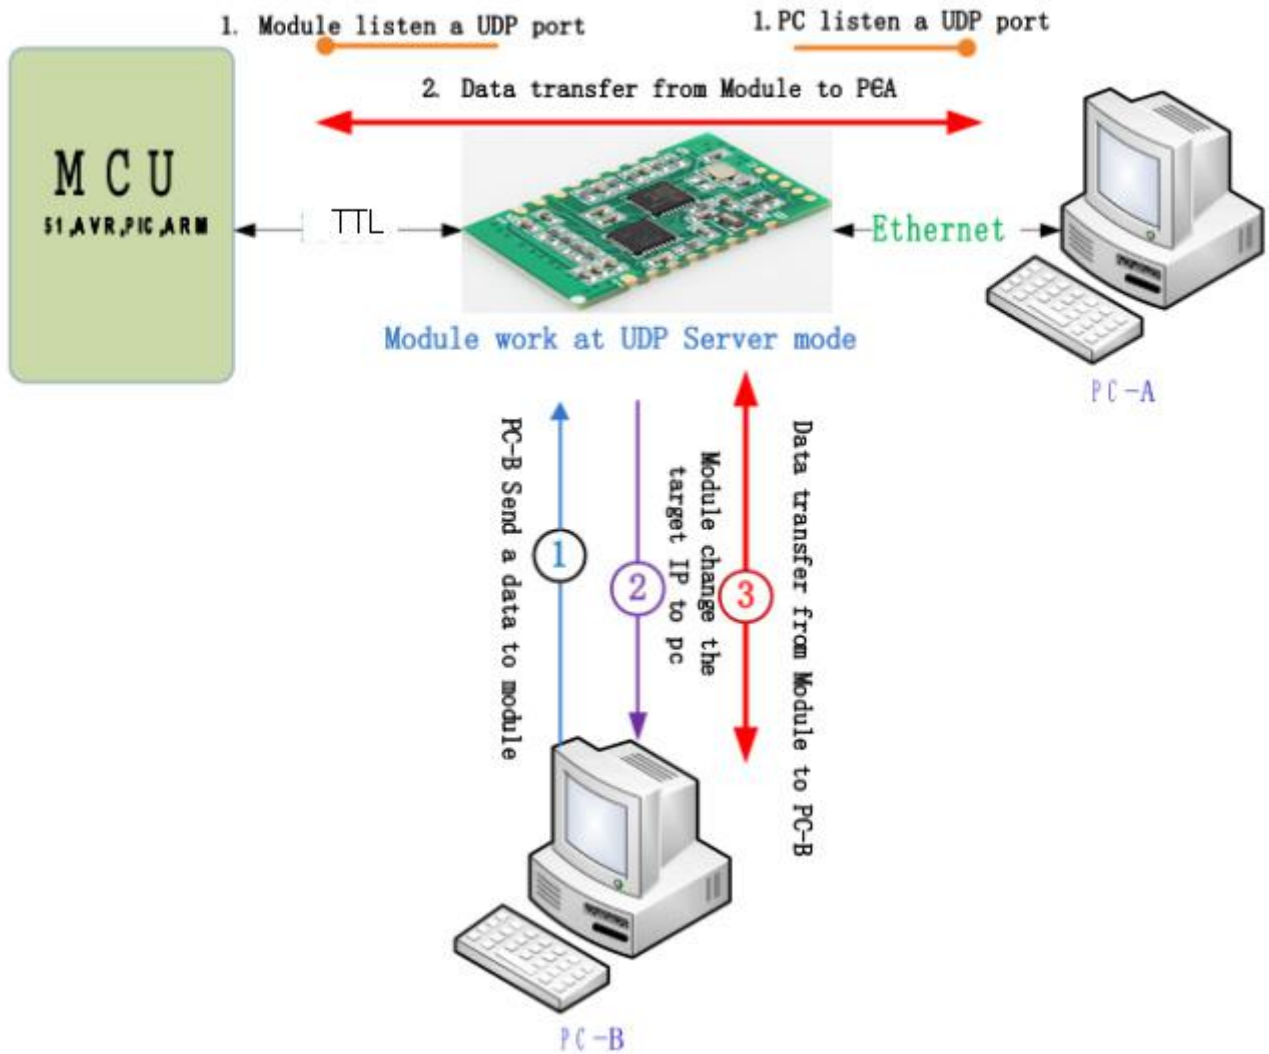 1. Module listen a UDP port
1. PC listen a UDP port
2. Data transfer from Module to PCA
MCU
51,AVR,PIC,ARM
TTL
Ethernet
Module work at UDP Server mode
PC-A
PC-B Send a data to module
1
2
Module change the
target IP to pc
3
Data transfer from Module to PC-B
PC-B